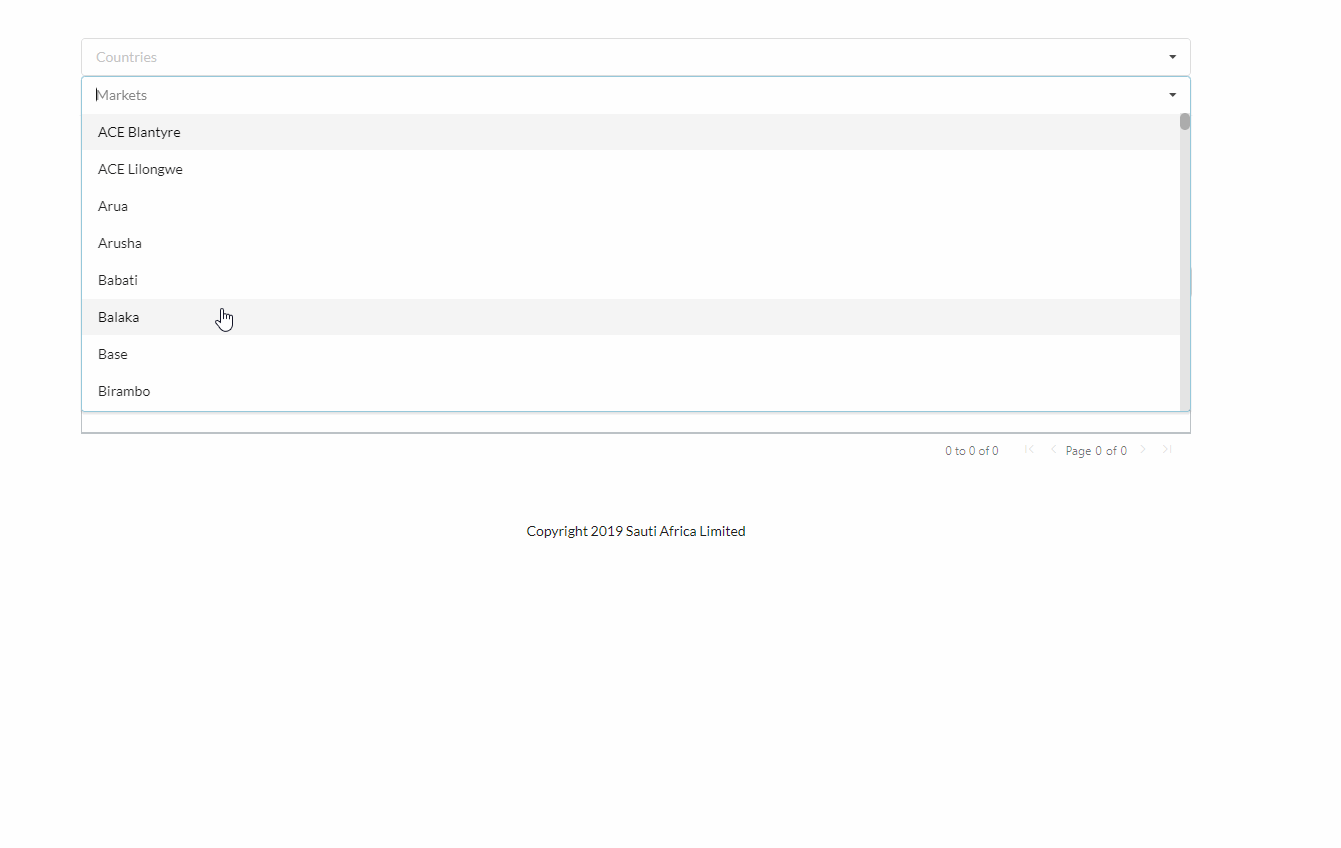 Countries
Markets
ACE Blantyre
ACE Lilongwe
Arua
Arusha
Babati
Balaka
Base
Birambo
0 to 0 of 0 Page 0 of 0
Copyright 2019 Sauti Africa Limited